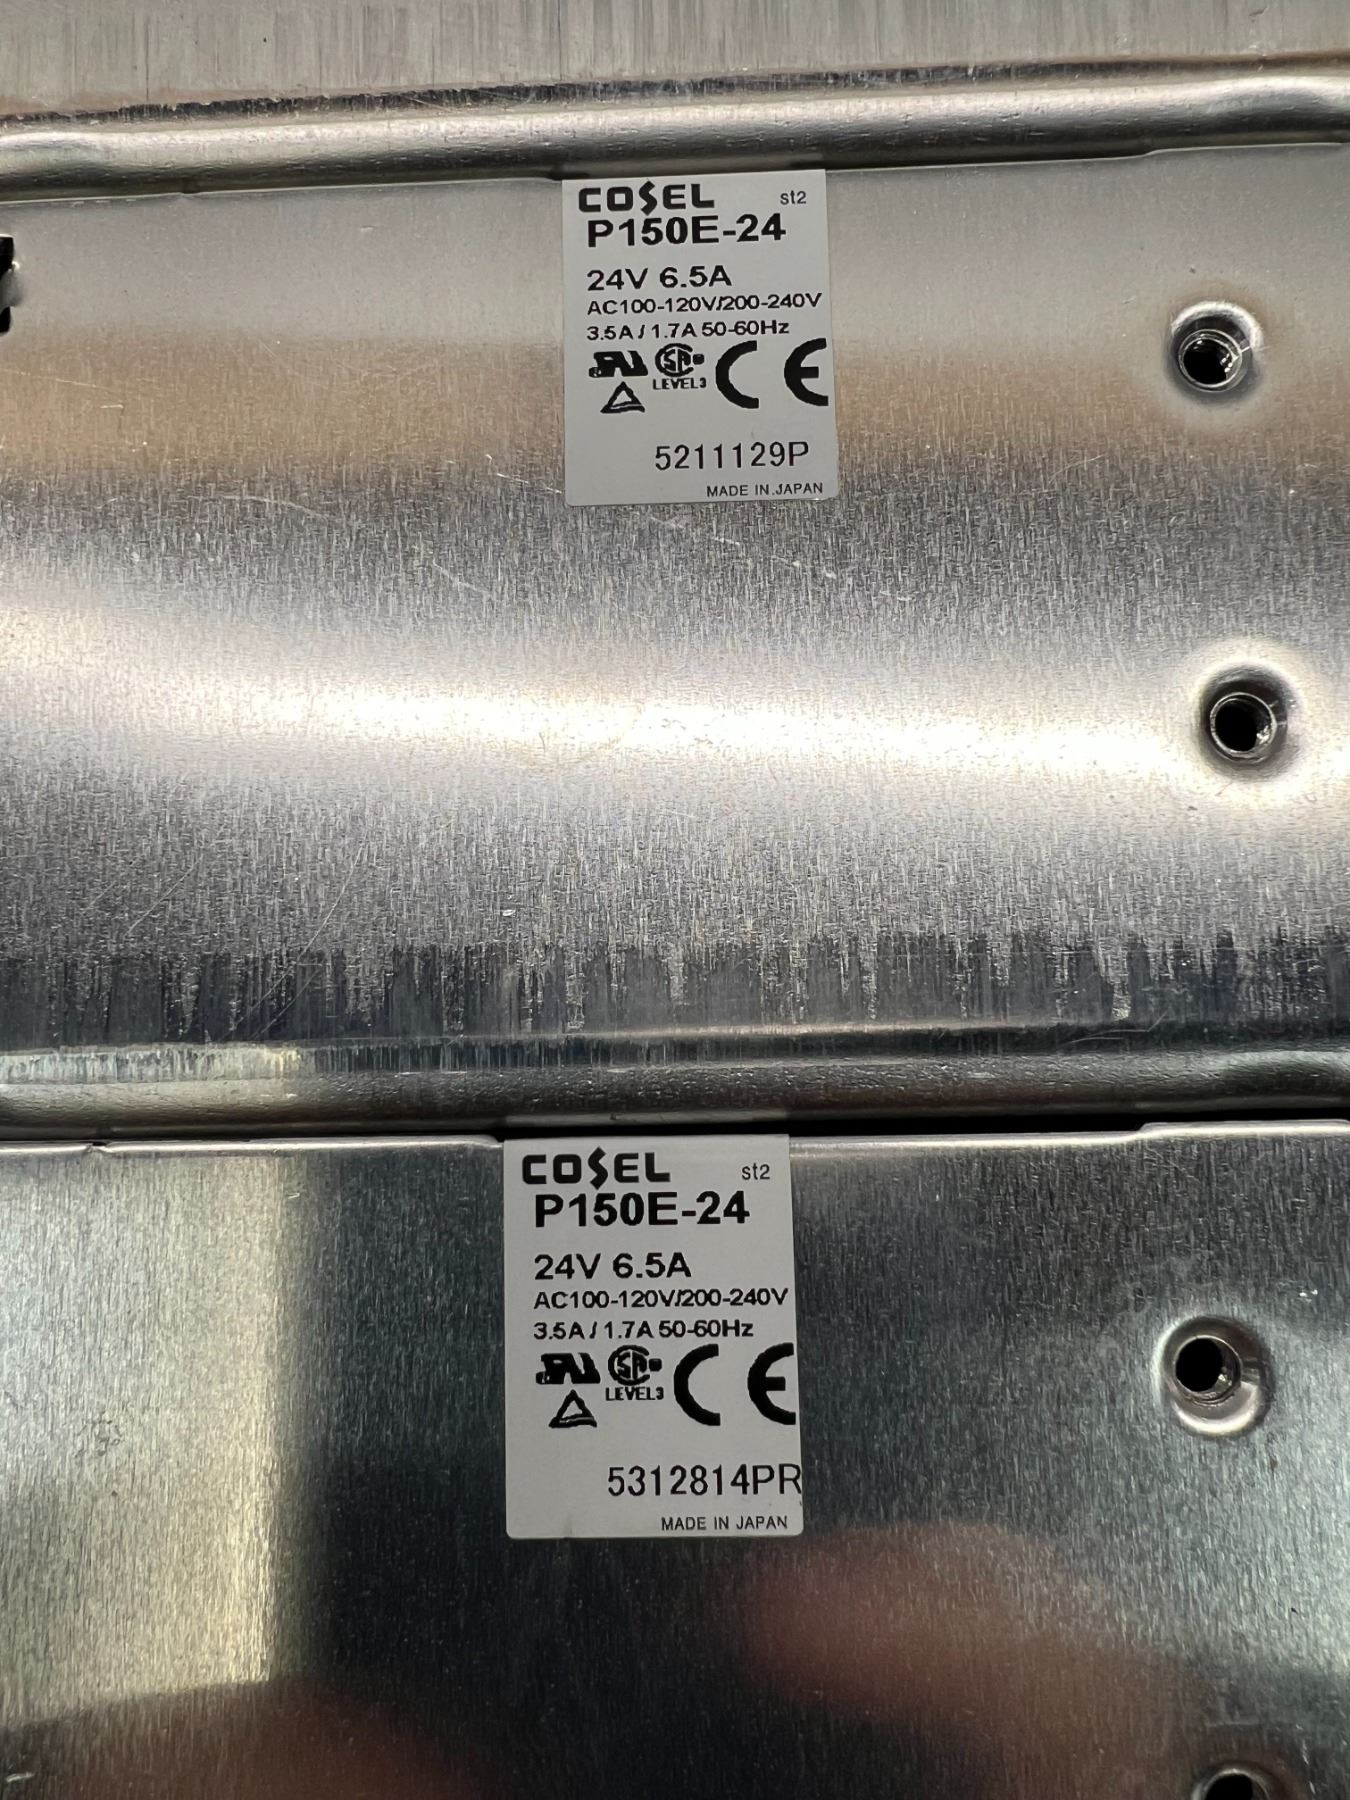 COSEL st2
P150E-24
24V 6.5A
AC100-120V/200-240V
3.5A / 1.7A 50-60Hz
LEVEL3
CE
5211129P
MADE IN JAPAN
COSEL st2
P150E-24
24V 6.5A
AC100-120V/200-240V
3.5A / 1.7A 50-60Hz
LEVEL3
CE
5312814PR
MADE IN JAPAN